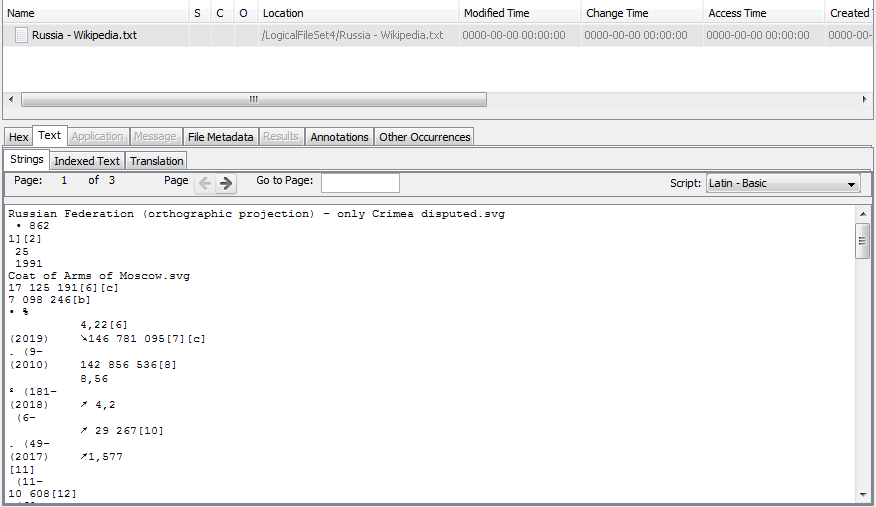 Name S C O Location Modified Time Change Time Access Time Created
Russia - Wikipedia.txt /LogicalFileSet4/Russia - Wikipedia.txt 0000-00-00 00:00:00 0000-00-00 00:00:00 0000-00-00 00:00:00 0000-00-
Hex Text Application Message File Metadata Results Annotations Other Occurrences
Strings Indexed Text Translation
Page: 1 of 3 Page Go to Page: Script: Latin - Basic
Russian Federation (orthographic projection) - only Crimea disputed.svg
• 862
1][2]
25
1991
Coat of Arms of Moscow.svg
17 125 191[6][c]
7 098 246[b]
• %
4,22[6]
(2019) ↘146 781 095[7][c]
. (9-
(2010) 142 856 536[8]
8,56
(181-
(2018) ↗ 4,2
(6-
↗ 29 267[10]
. (49-
(2017) ↗1,577
[11]
(11-
10 608[12]